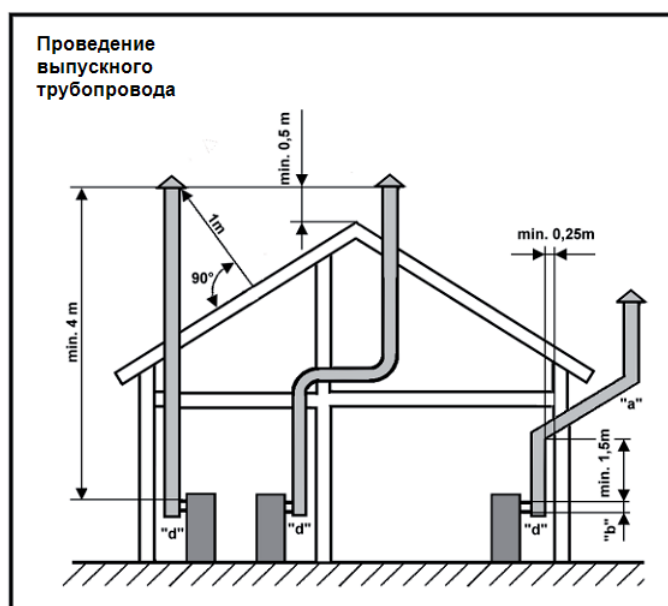 Проведение
выпускного
трубопровода
min. 0,5 m
1m
90°
min. 4 m
min. 0,25m
"a"
min. 1,5m
"b"
"d"
"d"
"d"